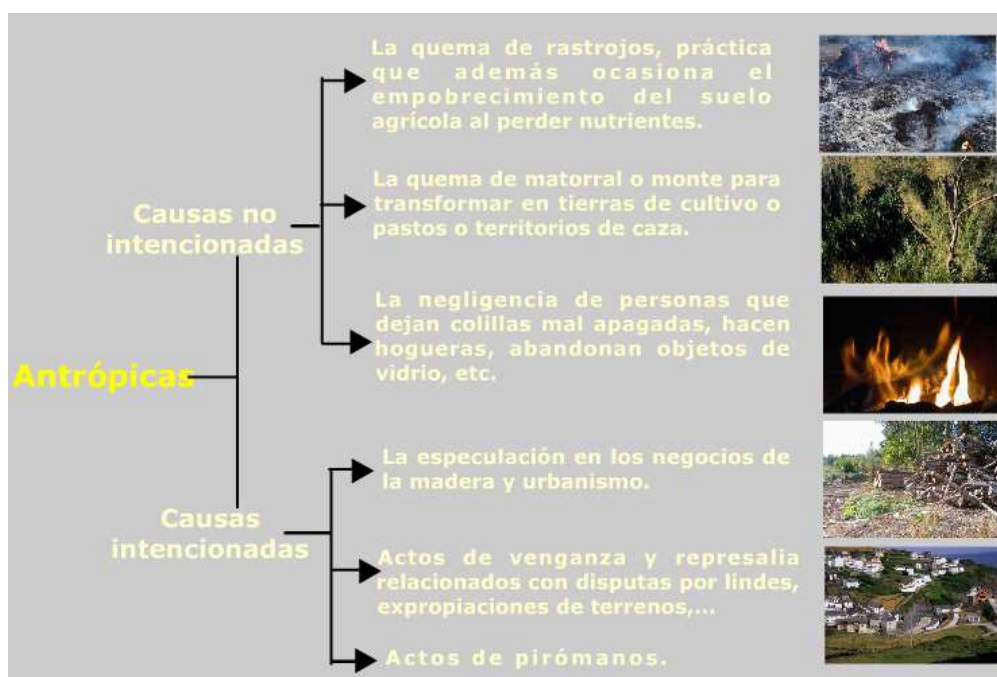 La quema de rastrojos, práctica
que además ocasiona el
empobrecimiento del suelo
agrícola al perder nutrientes.
La quema de matorral o monte para
transformar en tierras de cultivo o
pastos o territorios de caza.
Causas no
intencionadas
La negligencia de personas que
dejan colillas mal apagadas, hacen
hogueras, abandonan objetos de
vidrio, etc.
Antrópicas
La especulación en los negocios de
la madera y urbanismo.
Causas
intencionadas
Actos de venganza y represalia
relacionados con disputas por lindes,
expropiaciones de terrenos,...
Actos de pirómanos.